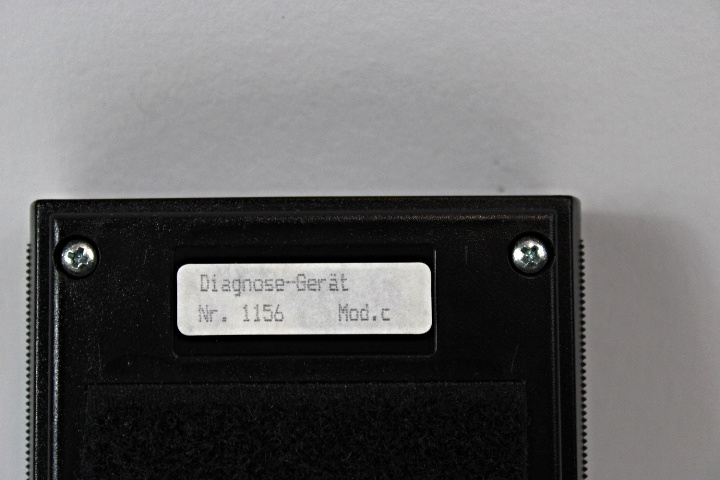 Diagnose-Gerät
Nr. 1156 Mod.c